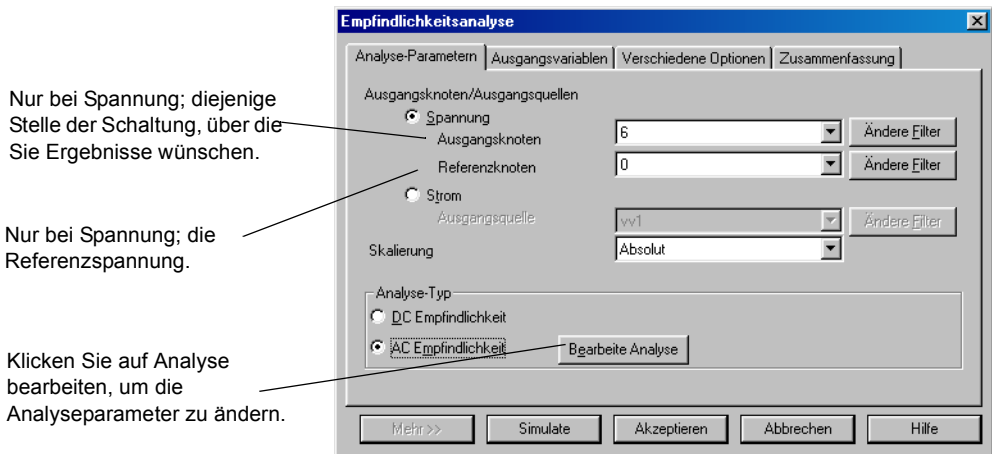 Empfindlichkeitsanalyse
Analyse-Parametern
Ausgangsvariablen
Verschiedene Optionen
Zusammenfassung
Nur bei Spannung; diejenige
Stelle der Schaltung, über die
Sie Ergebnisse wünschen.
Ausgangsknoten/Ausgangsquellen
Spannung
Ausgangsknoten
6
Ändere Filter
Referenzknoten
0
Ändere Filter
Strom
Ausgangsquelle
vv1
Ändere Filter
Nur bei Spannung; die
Referenzspannung.
Skalierung
Absolut
Analyse-Typ
DC Empfindlichkeit
AC Empfindlichkeit
Bearbeite Analyse
Klicken Sie auf Analyse
bearbeiten, um die
Analyseparameter zu ändern.
Mehr >>
Simulate
Akzeptieren
Abbrechen
Hilfe